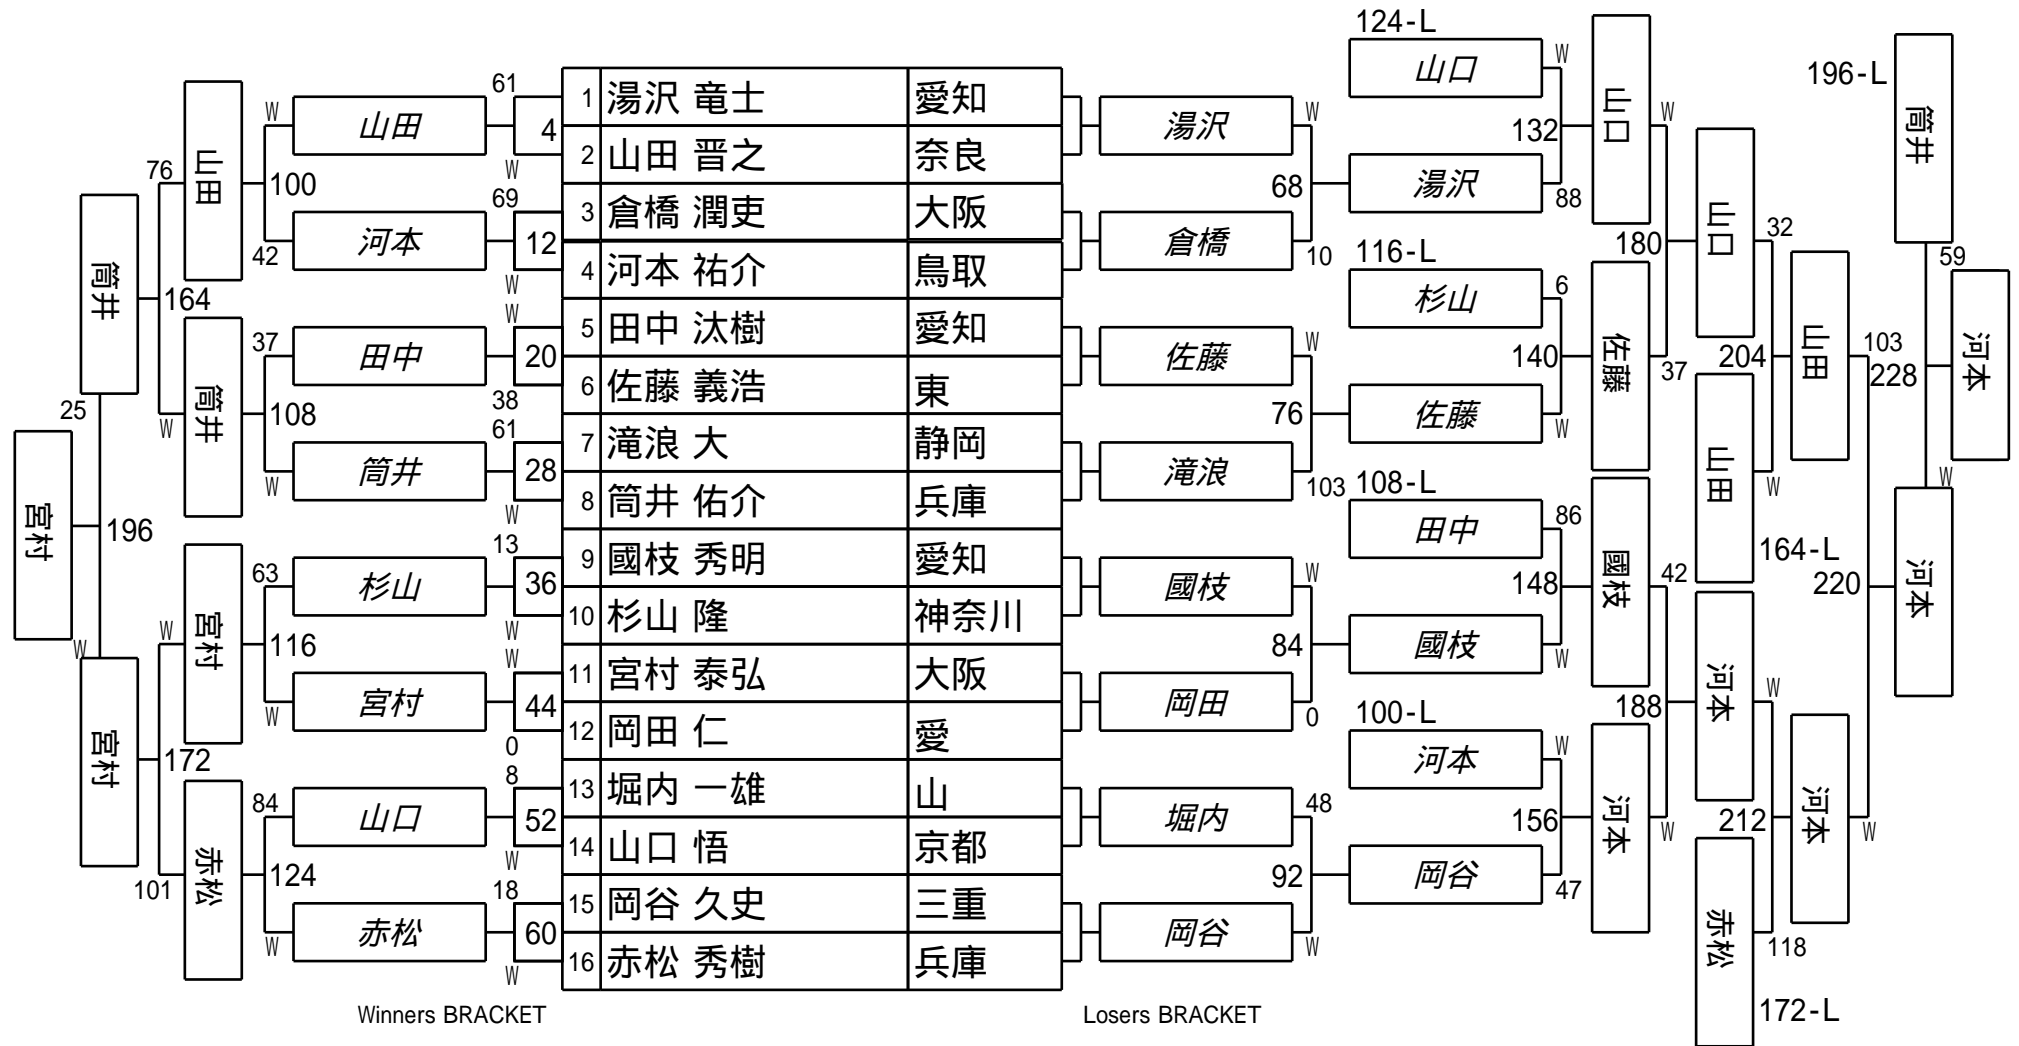 124-L
山口
W
196-L
筒井
61
1 湯沢 竜士 愛知
W
山田
4
湯沢
W
山口
W
132
山田
2 山田 晋之 奈良
W
76
100
湯沢
88
68
山口
69
3 倉橋 潤吏 大阪
42
河本
12
倉橋
10
32
180
筒井
4 河本 祐介 鳥取
W
116-L
杉山
6
59
164
W
5 田中 汰樹 愛知
37
田中
20
佐藤
W
140
佐藤
37
204
山田
103
228
河本
筒井
6 佐藤 義浩 東
38
25
W
108
76
佐藤
W
61
7 滝浪 大 静岡
W
筒井
28
滝浪
103
108-L
山田
W
W
8 筒井 佑介 兵庫
W
田中
86
宮村
196
13
9 國枝 秀明 愛知
164-L
63
杉山
36
國枝
W
148
國枝
42
220
河本
10 杉山 隆 神奈川
W
W
宮村
116
84
國枝
W
W
W
11 宮村 泰弘 大阪
W
宮村
44
岡田
0
188
河本
W
宮村
12 岡田 仁 愛
0
100-L
河本
W
172
8
13 堀内 一雄 山
84
山口
52
堀内
48
156
河本
W
212
河本
W
14 山口 悟 京都
W
101
赤松
124
92
岡谷
47
18
15 岡谷 久史 三重
W
赤松
60
岡谷
W
赤松
118
16 赤松 秀樹 兵庫
W
172-L
Winners BRACKET
Losers BRACKET